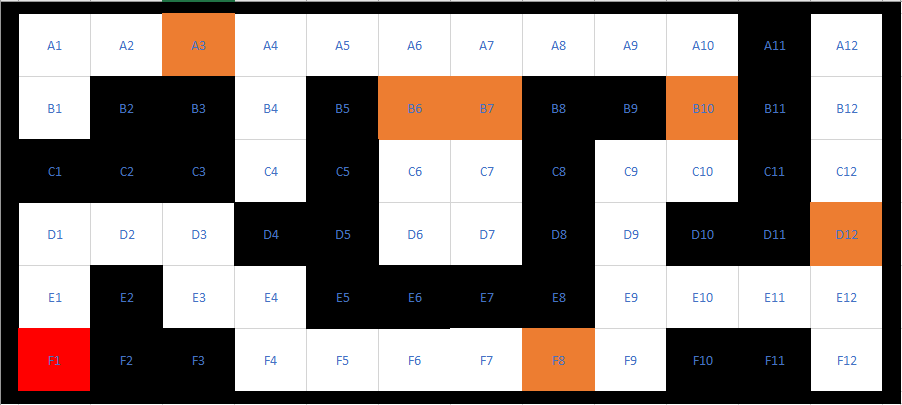 A1 A2 A3 A4 A5 A6 A7 A8 A9 A10 A11 A12
B1 B2 B3 B4 B5 B6 B7 B8 B9 B10 B11 B12
C1 C2 C3 C4 C5 C6 C7 C8 C9 C10 C11 C12
D1 D2 D3 D4 D5 D6 D7 D8 D9 D10 D11 D12
E1 E2 E3 E4 E5 E6 E7 E8 E9 E10 E11 E12
F1 F2 F3 F4 F5 F6 F7 F8 F9 F10 F11 F12